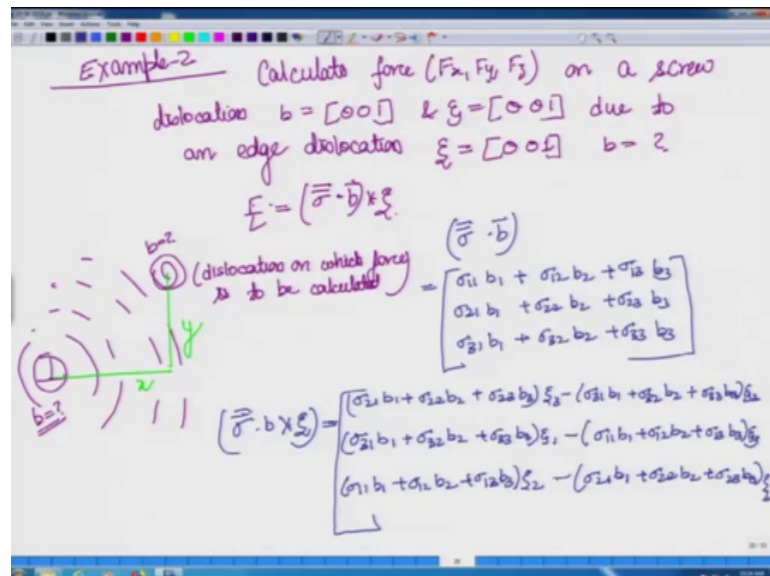 Example-2 Calculate force (Fx, Fy, Fz) on a screw
dislocation b = [001] & ξ = [001] due to
an edge dislocation ξ = [001] b = ?
F = (σ · b) × ξ
b=?
(dislocation on which force
is to be calculated)
(σ · b)
= [σ11 b1 + σ12 b2 + σ13 b3
σ21 b1 + σ22 b2 + σ23 b3
σ31 b1 + σ32 b2 + σ33 b3]
y
x
b=?
(σ · b × ξ) = [(σ21 b1 + σ22 b2 + σ23 b3) ξ3 − (σ31 b1 + σ32 b2 + σ33 b3) ξ2
(σ31 b1 + σ32 b2 + σ33 b3) ξ1 − (σ11 b1 + σ12 b2 + σ13 b3) ξ3
(σ11 b1 + σ12 b2 + σ13 b3) ξ2 − (σ21 b1 + σ22 b2 + σ23 b3) ξ1]